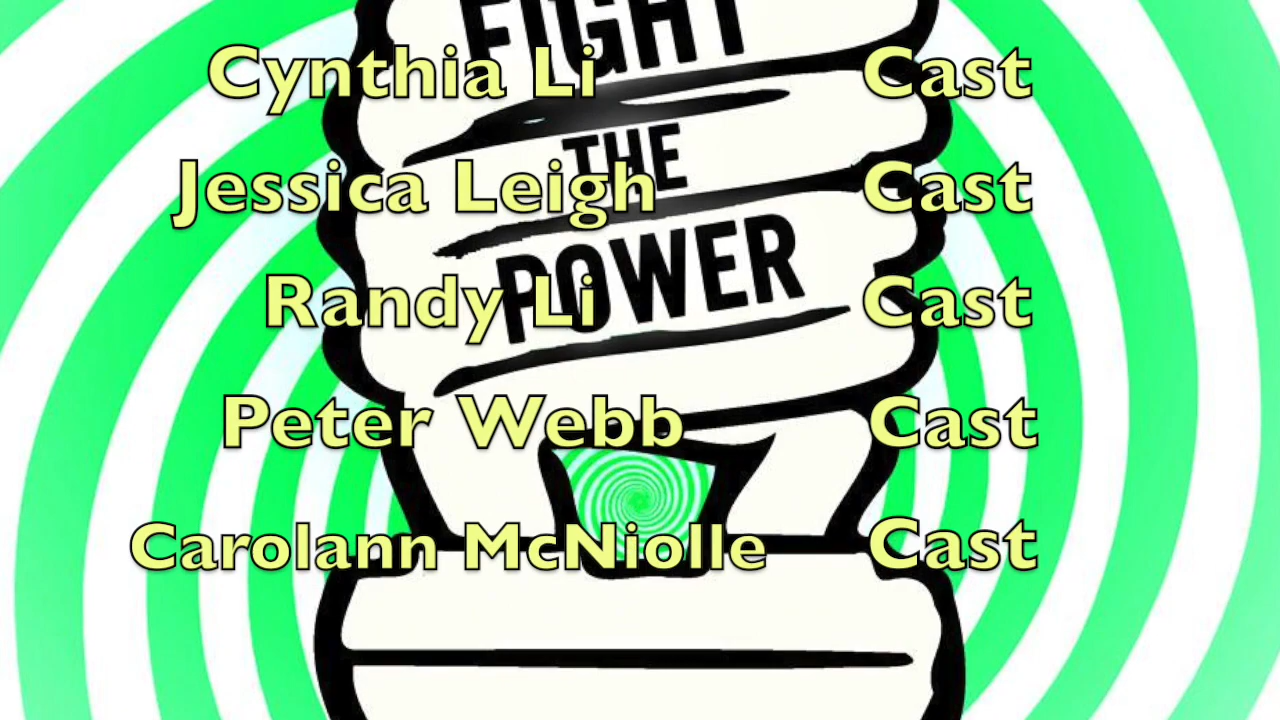 FIGHT
Cynthia Li Cast
THE
Jessica Leigh Cast
POWER
Randy Li Cast
Peter Webb Cast
Carolann McNiolle Cast